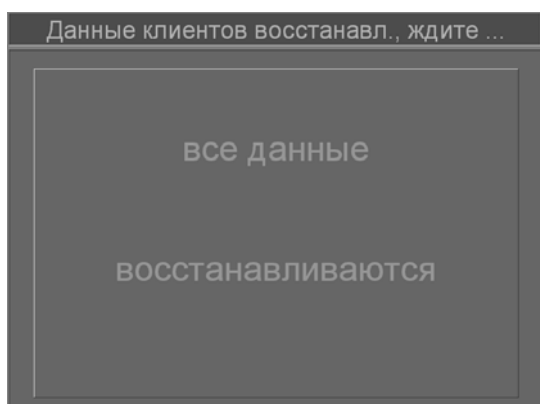 Данные клиентов восстанавл., ждите ...
все данные
восстанавливаются